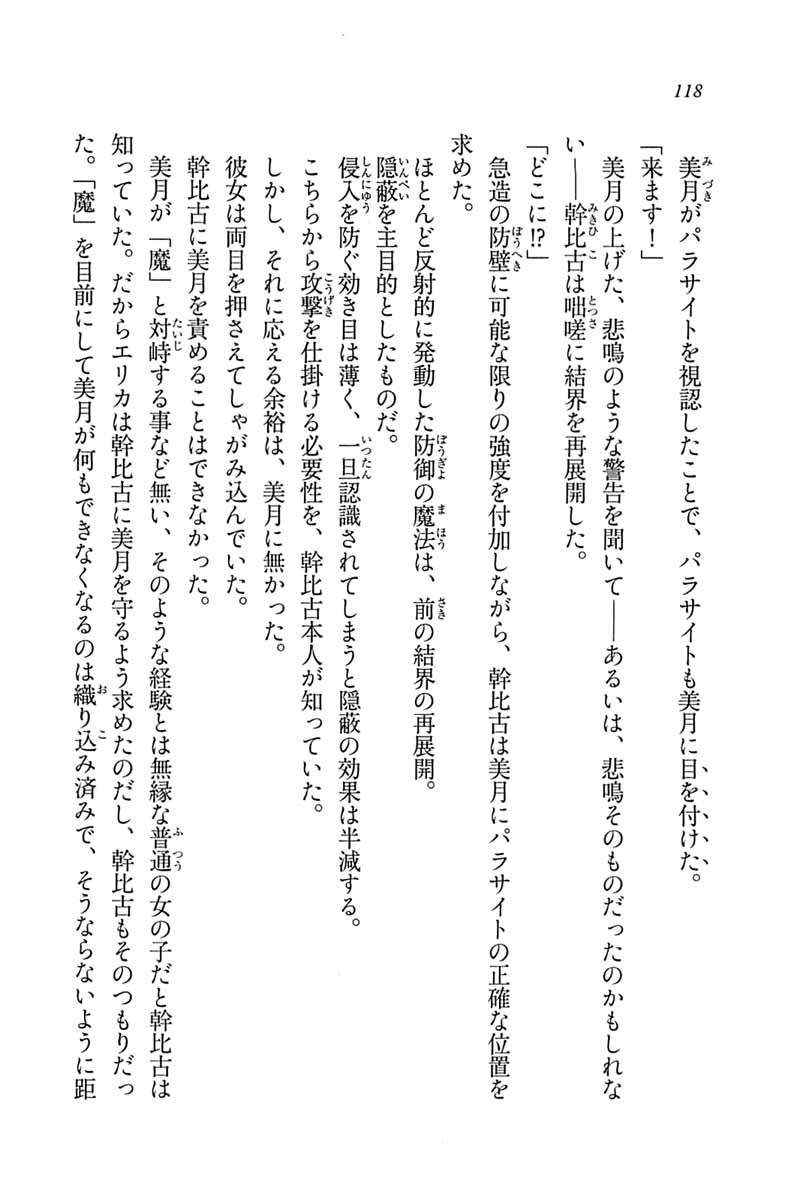 118
美月がパラサイトを視認したことで、パラサイトも美月に目を付けた。
「来ます！」
美月の上げた、悲鳴のような警告を聞いて――あるいは、悲鳴そのものだったのかもしれな
い――幹比古は咄嗟に結界を再展開した。
「どこに!?」
急造の防壁に可能な限りの強度を付加しながら、幹比古は美月にパラサイトの正確な位置を
求めた。
ほとんど反射的に発動した防御の魔法は、前の結界の再展開。
隠蔽を主目的としたものだ。
侵入を防ぐ効き目は薄く、一旦認識されてしまうと隠蔽の効果は半減する。
こちらから攻撃を仕掛ける必要性を、幹比古本人が知っていた。
しかし、それに応える余裕は、美月に無かった。
彼女は両目を押さえてしゃがみ込んでいた。
幹比古に美月を責めることはできなかった。
美月が「魔」と対峙する事など無い、そのような経験とは無縁な普通の女の子だと幹比古は
知っていた。だからエリカは幹比古に美月を守るよう求めたのだし、幹比古もそのつもりだっ
た。「魔」を目前にして美月が何もできなくなるのは織り込み済みで、そうならないように距